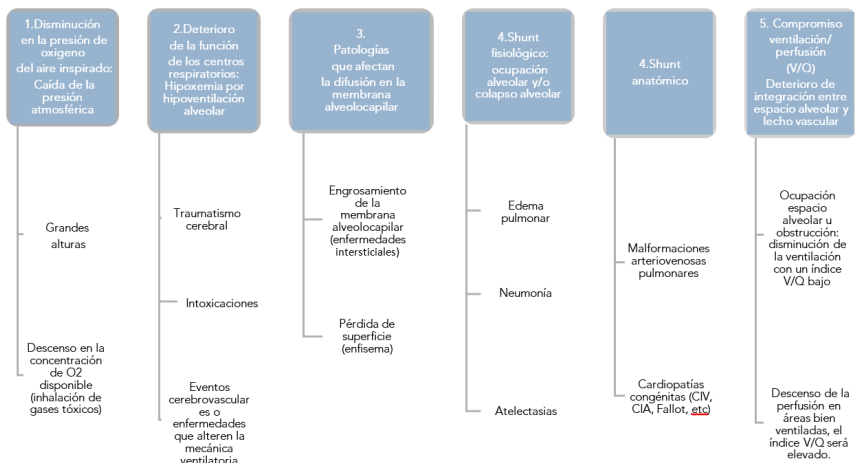 1.Disminución
en la presión de
oxigeno
del aire inspirado:
Caída de la
presión
atmosférica
Grandes
alturas
Descenso en la
concentración
de O2
disponible
(inhalación de
gases tóxicos)
2.Deterioro
de la función
de los centros
respiratorios:
Hipoxemia por
hipoventilación
alveolar
Traumatismo
cerebral
Intoxicaciones
Eventos
cerebrovascular
es o
enfermedades
que alteren la
mecánica
ventilatoria
3.
Patologías
que afectan
la difusión en la
membrana
alveolocapilar
Engrosamiento
de la
membrana
alveolocapilar
(enfermedades
intersticiales)
Pérdida de
superficie
(enfisema)
4.Shunt
fisiológico:
ocupación
alveolar y/o
colapso alveolar
Edema
pulmonar
Neumonía
Atelectasias
4.Shunt
anatómico
Malformaciones
arteriovenosas
pulmonares
Cardiopatías
congénitas (CIV,
CIA, Fallot, etc)
5. Compromiso
ventilación/
perfusión
(V/Q)
Deterioro de
integración entre
espacio alveolar y
lecho vascular
Ocupación
espacio
alveolar u
obstrucción:
disminución de
la ventilación
con un índice
V/Q bajo
Descenso de la
perfusión en
áreas bien
ventiladas, el
índice V/Q será
elevado.